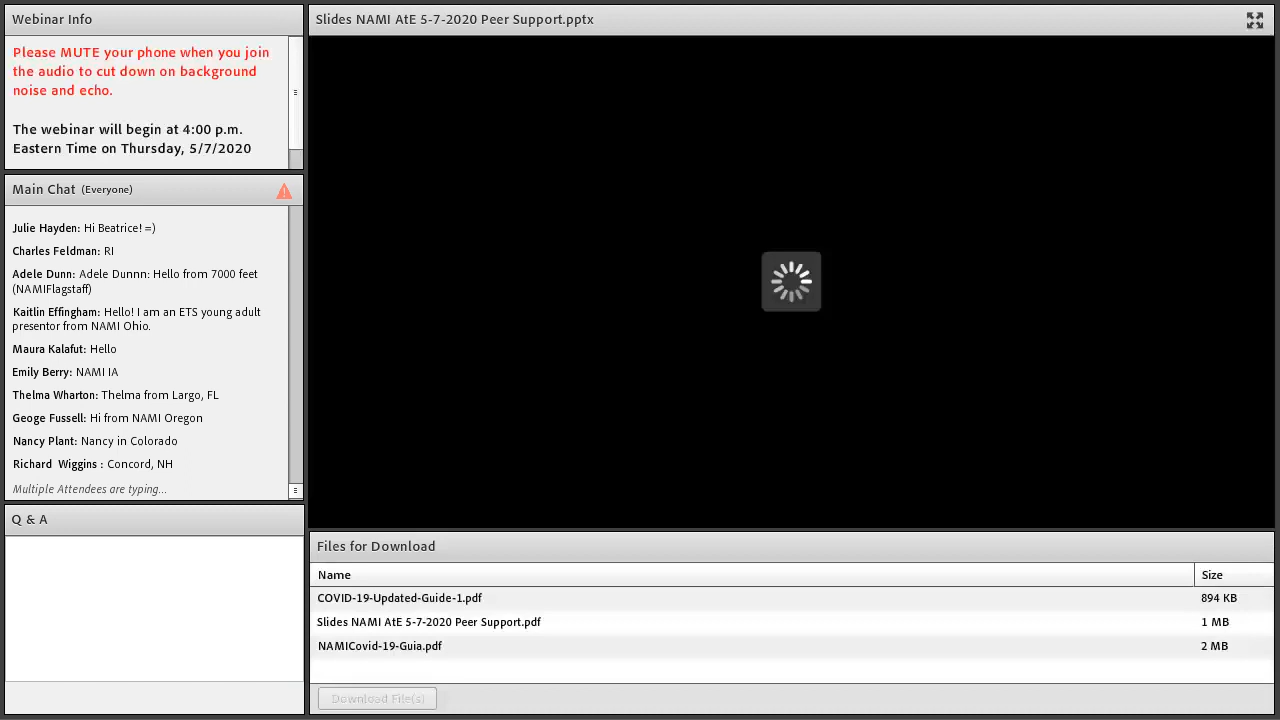 Webinar Info
Please MUTE your phone when you join
the audio to cut down on background
noise and echo.
The webinar will begin at 4:00 p.m.
Eastern Time on Thursday, 5/7/2020
Main Chat (Everyone)
Julie Hayden: Hi Beatrice! =)
Charles Feldman: RI
Adele Dunn: Adele Dunnn: Hello from 7000 feet
(NAMIFlagstaff)
Kaitlin Effingham: Hello! I am an ETS young adult
presentor from NAMI Ohio.
Maura Kalafut: Hello
Emily Berry: NAMI IA
Thelma Wharton: Thelma from Largo, FL
Geoge Fussell: Hi from NAMI Oregon
Nancy Plant: Nancy in Colorado
Richard  Wiggins : Concord, NH
Multiple Attendees are typing...
Q & A
Slides NAMI AtE 5-7-2020 Peer Support.pptx
Files for Download
Name Size
COVID-19-Updated-Guide-1.pdf 894 KB
Slides NAMI AtE 5-7-2020 Peer Support.pdf 1 MB
NAMICovid-19-Guia.pdf 2 MB
Download File(s)